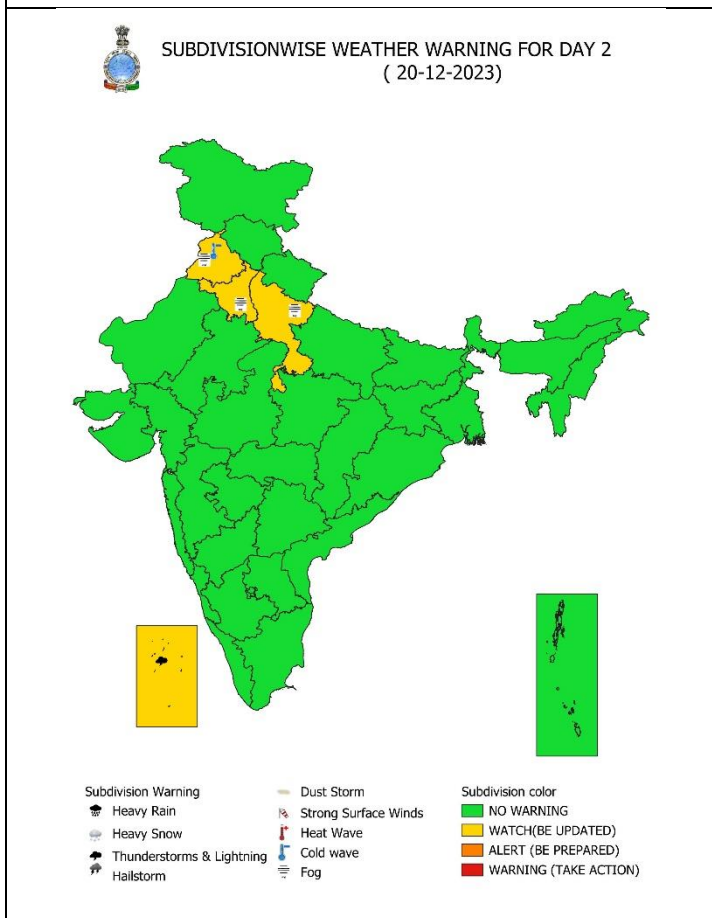 SUBDIVISIONWISE WEATHER WARNING FOR DAY 2
( 20-12-2023)
Subdivision Warning
Heavy Rain
Heavy Snow
Thunderstorms & Lightning
Hailstorm
Dust Storm
Strong Surface Winds
Heat Wave
Cold wave
Fog
Subdivision color
NO WARNING
WATCH(BE UPDATED)
ALERT (BE PREPARED)
WARNING (TAKE ACTION)